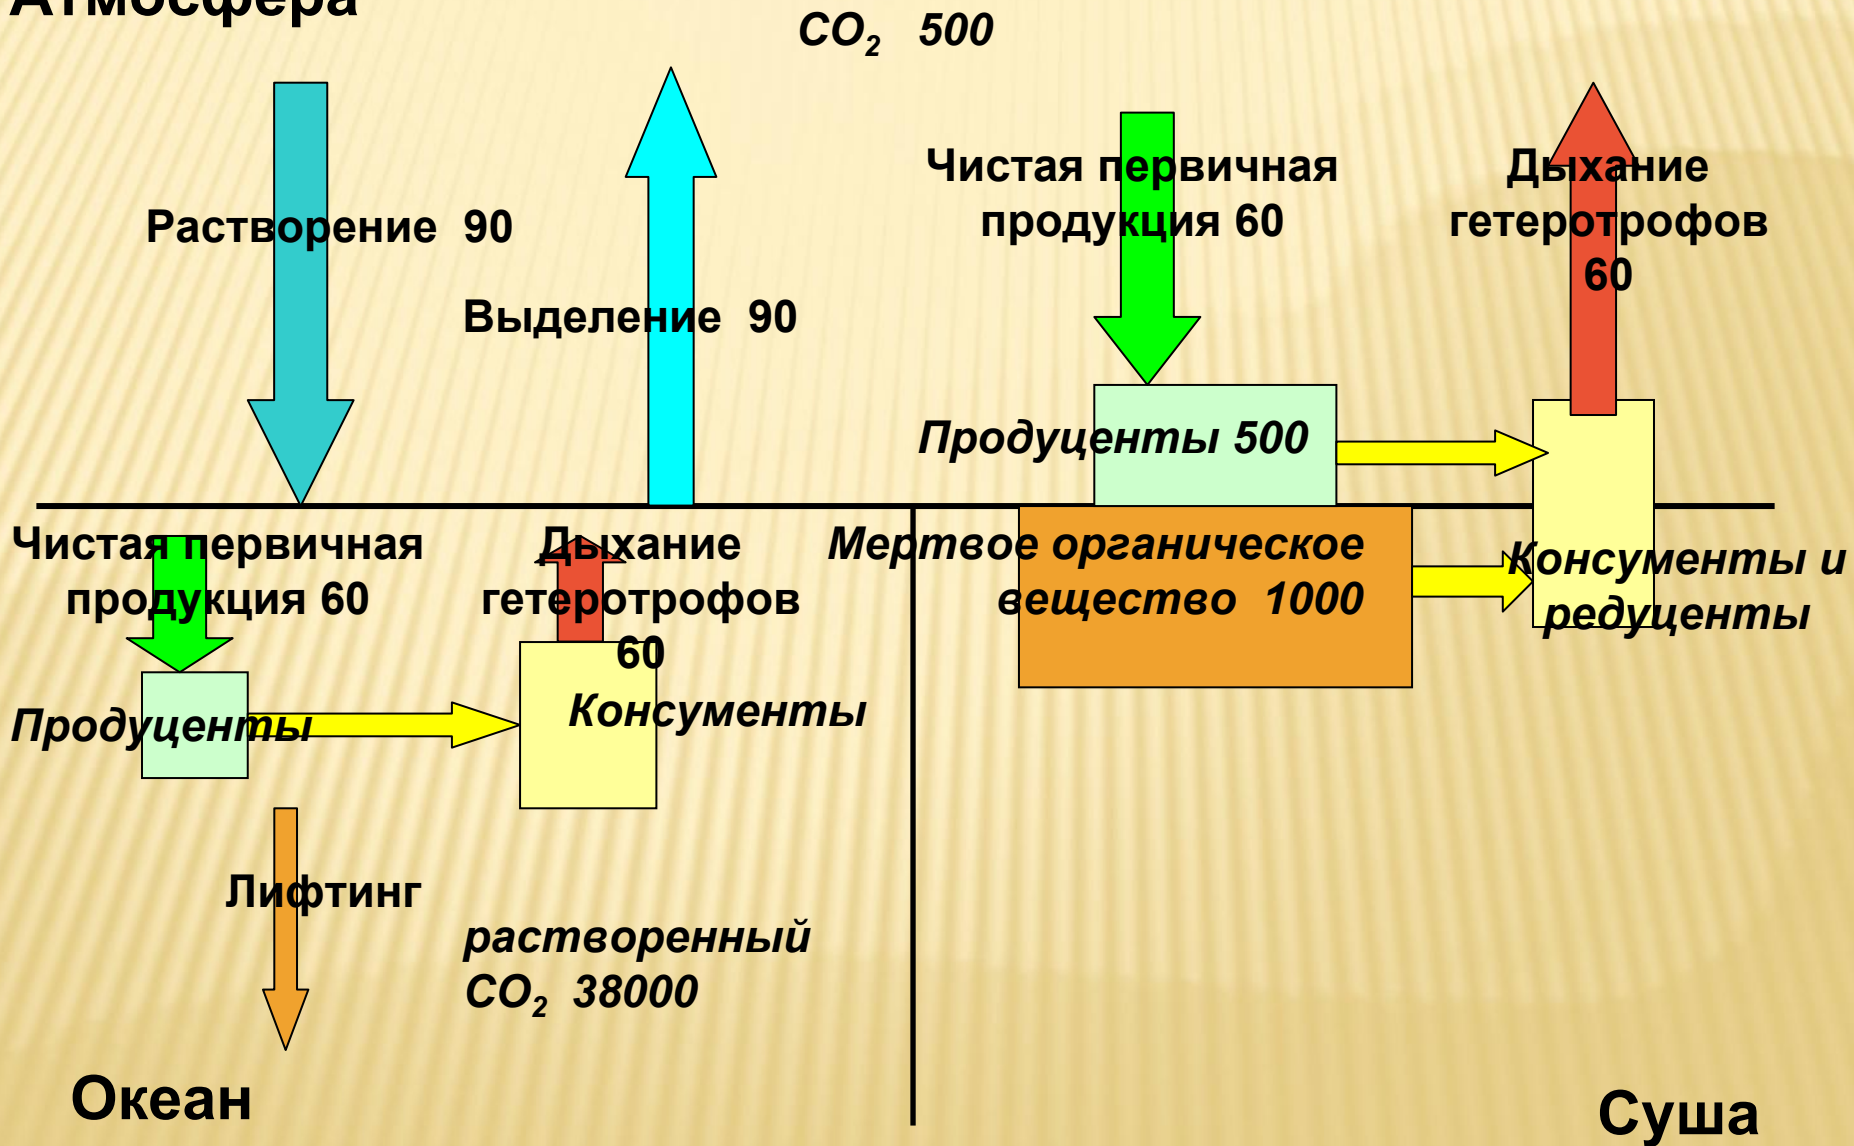 Атмосфера
CO₂ 500
Растворение 90
Выделение 90
Чистая первичная
продукция 60
Дыхание
гетеротрофов
60
Продуценты 500
Чистая первичная
продукция 60
Дыхание
гетеротрофов
60
Мертвое органическое
вещество 1000
Консументы и
редуценты
Продуценты
Консументы
Лифтинг
растворенный
CO₂ 38000
Океан
Суша